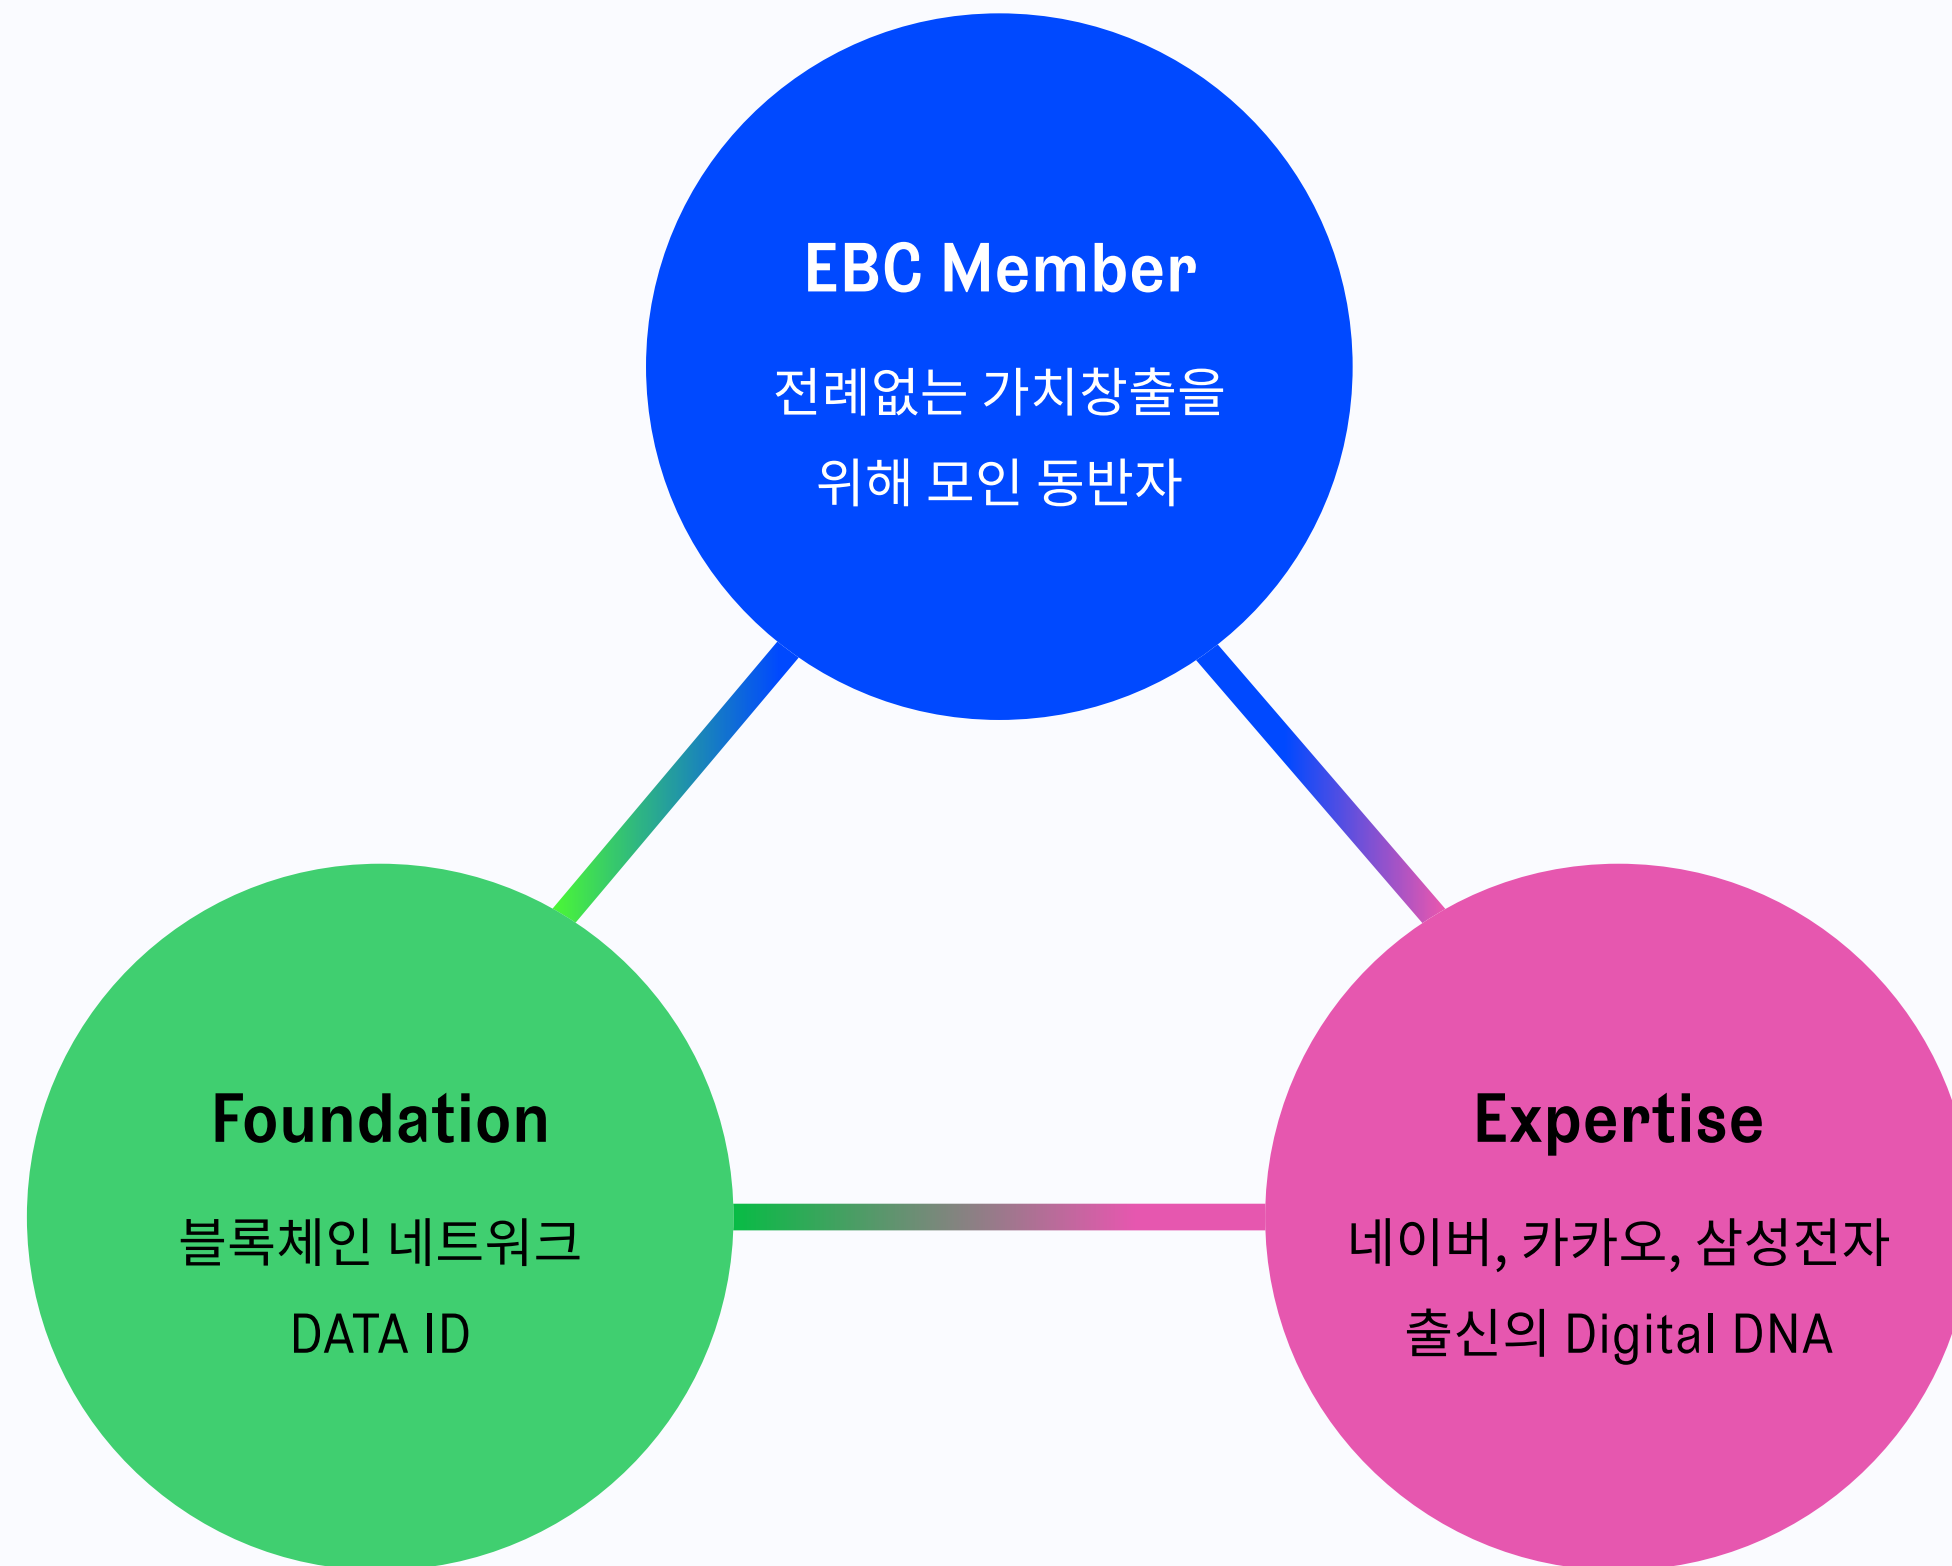 EBC Member
전례없는 가치창출을
위해 모인 동반자
Foundation
블록체인 네트워크
DATA ID
Expertise
네이버, 카카오, 삼성전자
출신의 Digital DNA